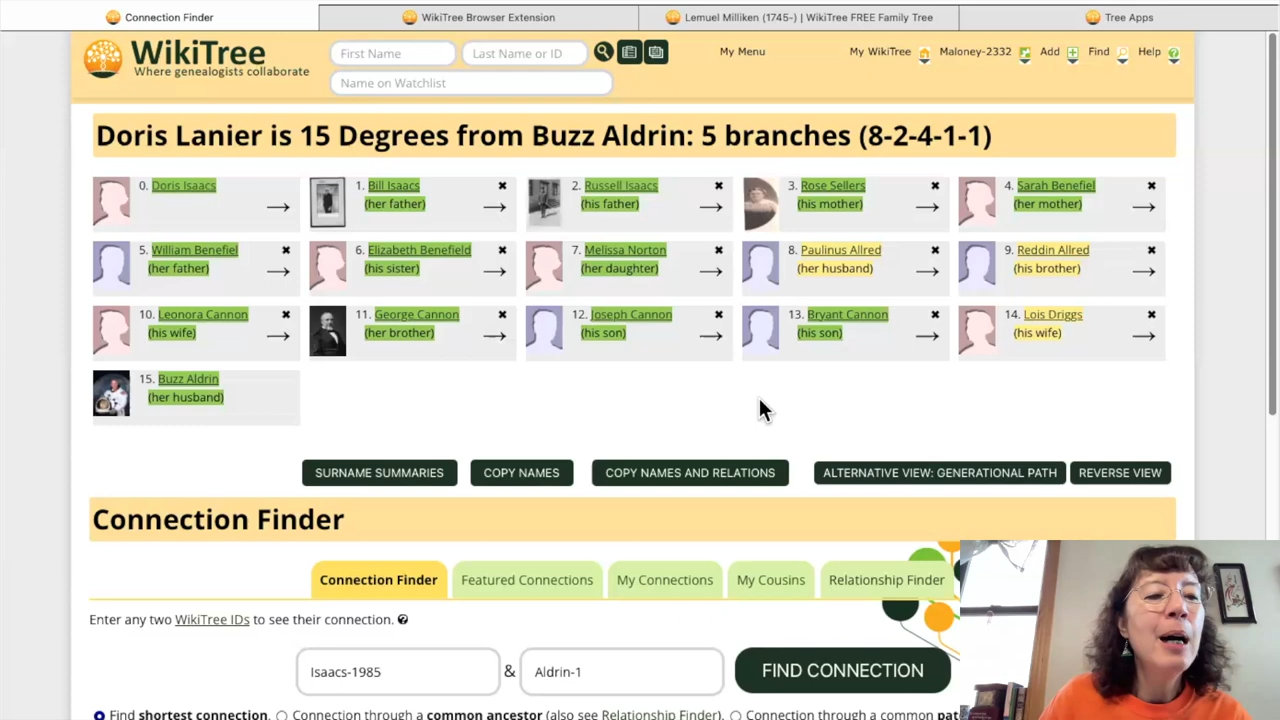 Connection Finder
WikiTree Browser Extension
Lemuel Milliken (1745-) | WikiTree FREE Family Tree
Tree Apps
WikiTree
Where genealogists collaborate
First Name
Last Name or ID
Name on Watchlist
My Menu
My WikiTree
Maloney-2332
Add
Find
Help
Doris Lanier is 15 Degrees from Buzz Aldrin: 5 branches (8-2-4-1-1)
0. Doris Isaacs →
1. Bill Isaacs ✖
(her father) →
2. Russell Isaacs ✖
(his father) →
3. Rose Sellers ✖
(his mother) →
4. Sarah Benefiel ✖
(her mother) →
5. William Benefiel ✖
(her father) →
6. Elizabeth Benefield ✖
(his sister) →
7. Melissa Norton ✖
(her daughter) →
8. Paulinus Allred ✖
(her husband) →
9. Reddin Allred ✖
(his brother) →
10. Leonora Cannon ✖
(his wife) →
11. George Cannon ✖
(her brother) →
12. Joseph Cannon ✖
(his son) →
13. Bryant Cannon ✖
(his son) →
14. Lois Driggs ✖
(his wife) →
15. Buzz Aldrin
(her husband)
SURNAME SUMMARIES
COPY NAMES
COPY NAMES AND RELATIONS
ALTERNATIVE VIEW: GENERATIONAL PATH
REVERSE VIEW
Connection Finder
Connection Finder
Featured Connections
My Connections
My Cousins
Relationship Finder
Enter any two WikiTree IDs to see their connection. ?
Isaacs-1985 & Aldrin-1
FIND CONNECTION
Find shortest connection
Connection through a common ancestor (also see Relationship Finder).
Connection through a common pat